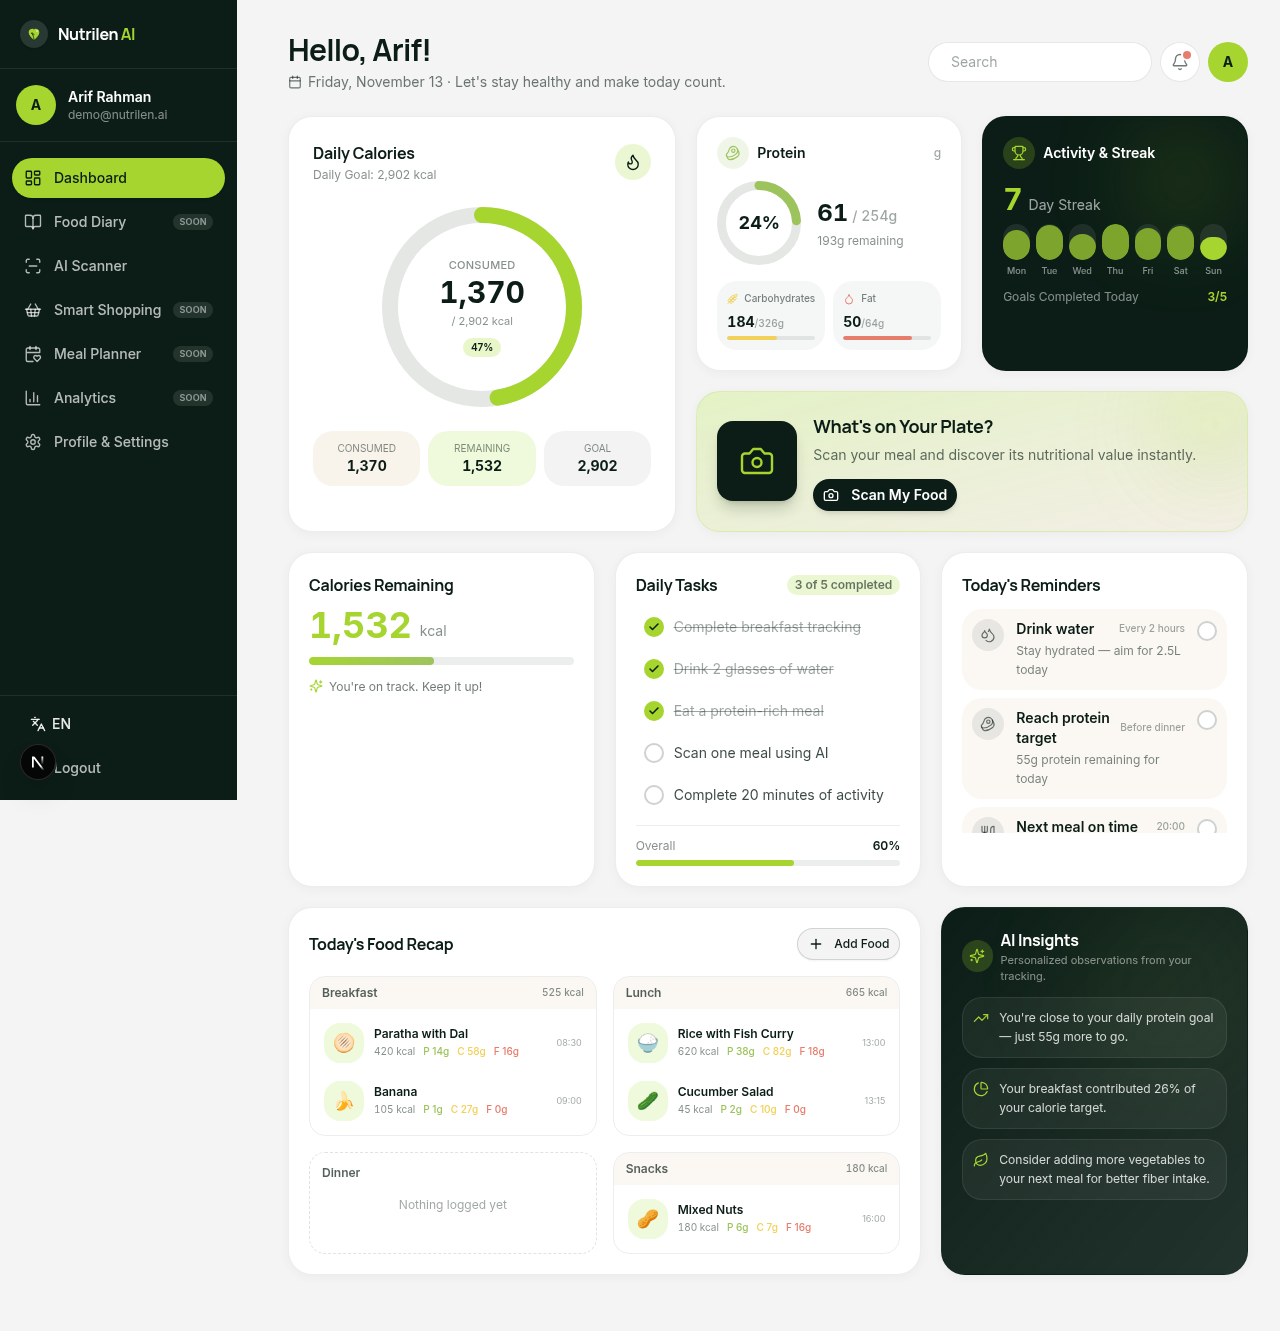 Nutrilen AI
A
Arif Rahman
demo@nutrilen.ai
Dashboard
Food Diary
SOON
AI Scanner
Smart Shopping
SOON
Meal Planner
SOON
Analytics
SOON
Profile & Settings
EN
N
Logout
Hello, Arif!
Friday, November 13 · Let's stay healthy and make today count.
Search
A
Daily Calories
Daily Goal: 2,902 kcal
CONSUMED
1,370
/ 2,902 kcal
47%
CONSUMED
1,370
REMAINING
1,532
GOAL
2,902
Protein
g
24%
61 / 254g
193g remaining
Carbohydrates
184/326g
Fat
50/64g
Activity & Streak
7 Day Streak
Mon Tue Wed Thu Fri Sat Sun
Goals Completed Today 3/5
What's on Your Plate?
Scan your meal and discover its nutritional value instantly.
Scan My Food
Calories Remaining
1,532 kcal
You're on track. Keep it up!
Daily Tasks
3 of 5 completed
Complete breakfast tracking
Drink 2 glasses of water
Eat a protein-rich meal
Scan one meal using AI
Complete 20 minutes of activity
Overall 60%
Today's Reminders
Drink water
Every 2 hours
Stay hydrated — aim for 2.5L
today
Reach protein
target
Before dinner
55g protein remaining for
today
Next meal on time
20:00
Today's Food Recap
Add Food
Breakfast 525 kcal
Paratha with Dal
420 kcal P 14g C 58g F 16g
08:30
Banana
105 kcal P 1g C 27g F 0g
09:00
Lunch 665 kcal
Rice with Fish Curry
620 kcal P 38g C 82g F 18g
13:00
Cucumber Salad
45 kcal P 2g C 10g F 0g
13:15
Dinner
Nothing logged yet
Snacks 180 kcal
Mixed Nuts
180 kcal P 6g C 7g F 16g
16:00
AI Insights
Personalized observations from your
tracking.
You're close to your daily protein goal
— just 55g more to go.
Your breakfast contributed 26% of
your calorie target.
Consider adding more vegetables to
your next meal for better fiber intake.